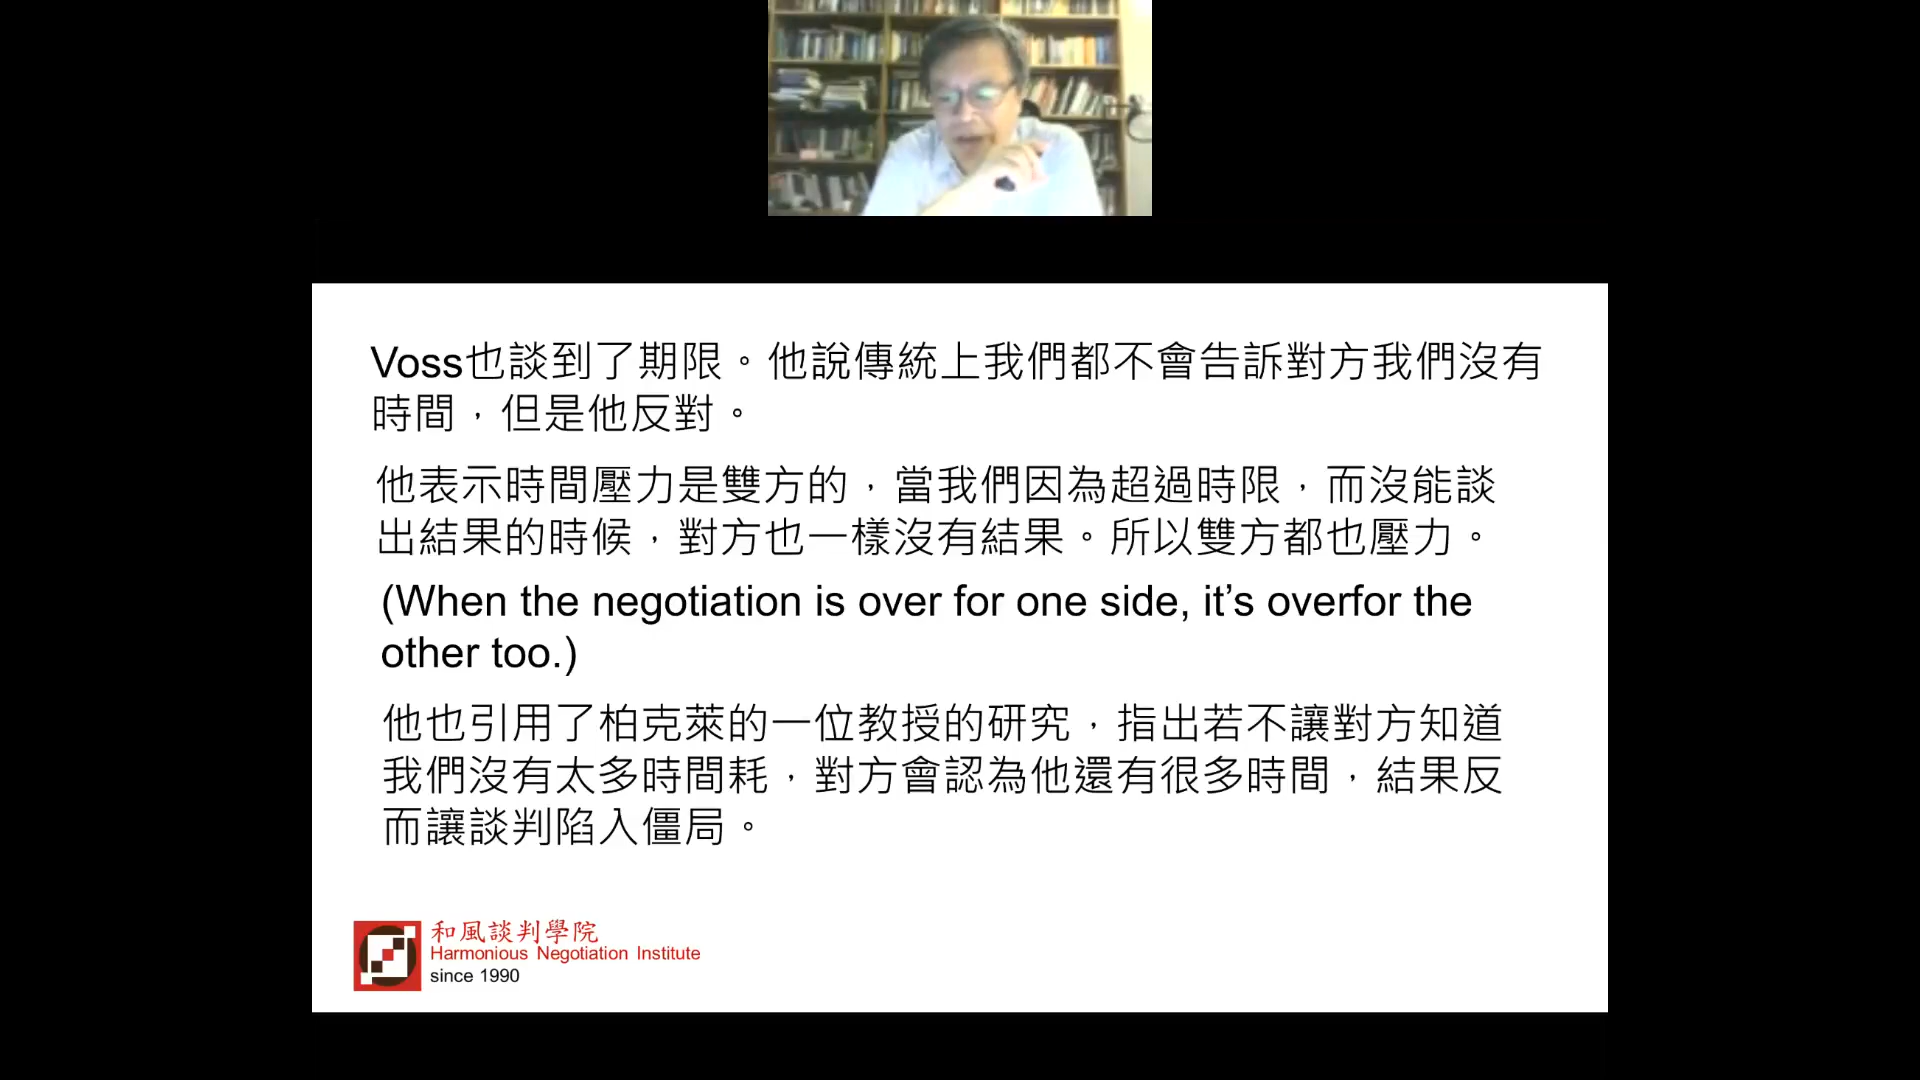 Voss也談到了期限。他說傳統上我們都不會告訴對方我們沒有
時間，但是他反對。
他表示時間壓力是雙方的，當我們因為超過時限，而沒能談
出結果的時候，對方也一樣沒有結果。所以雙方都也壓力。
(When the negotiation is over for one side, it’s overfor the
other too.)
他也引用了柏克萊的一位教授的研究，指出若不讓對方知道
我們沒有太多時間耗，對方會認為他還有很多時間，結果反
而讓談判陷入僵局。
和風談判學院
Harmonious Negotiation Institute
since 1990